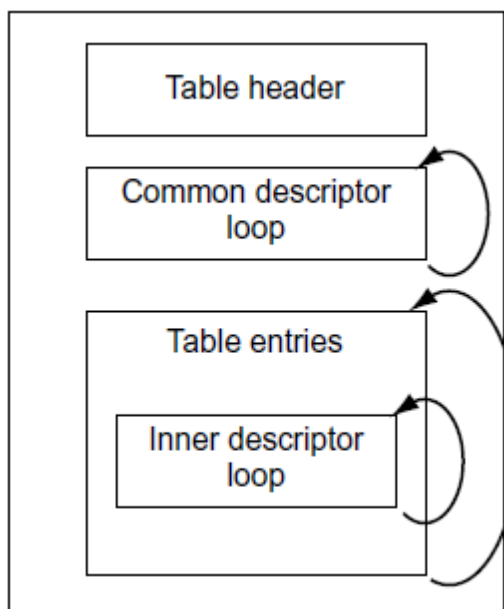 Table header
Common descriptor
loop
Table entries
Inner descriptor
loop